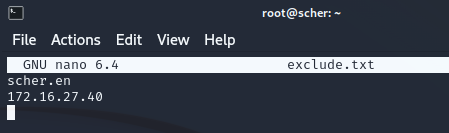 root@scher: ~
File Actions Edit View Help
GNU nano 6.4 exclude.txt
scher.en
172.16.27.40